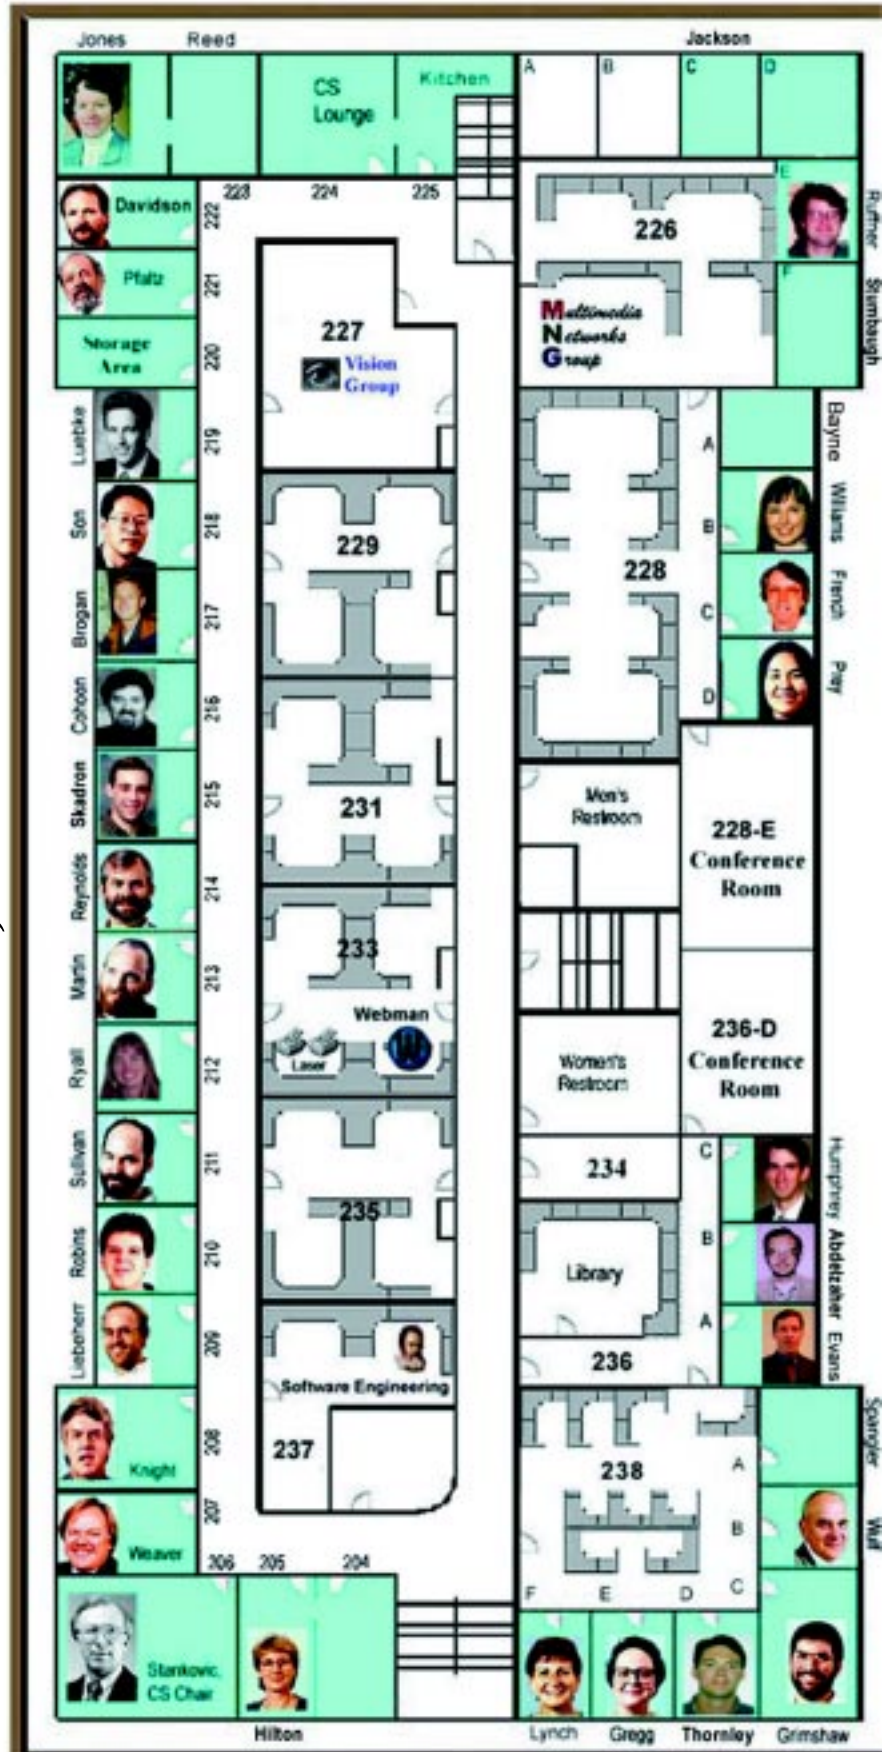 Jones Reed Jackson
A B C D
CS
Lounge
Kitchen
223 224 225
Davidson
222
E
Ruffner
226
Pfaltz
221
F
Stumbaugh
Multimedia
Networks
Group
227
Vision
Group
Storage
Area
220
Luebke
219
A
Bayne
Son
218
229
B
Wlliams
228
Brogan
217
C
French
Cohoon
216
D
Prey
Skadron
215
231
Men's
Restroom
228-E
Conference
Room
Reynolds
214
Martin
213
233
Webman
Laser
W
236-D
Conference
Room
Ryall
212
Women's
Restroom
Sullivan
211
234
C
Humphrey
Robins
210
235
Library
B
Abdelzaher
Liebeherr
209
A
Evans
236
Software Engineering
Knight
208
237
238
A
Spangler
Weaver
207
B
Wulf
206 205 204
F E D C
Stankovic,
CS Chair
Hilton
Lynch Gregg Thornley Grimshaw